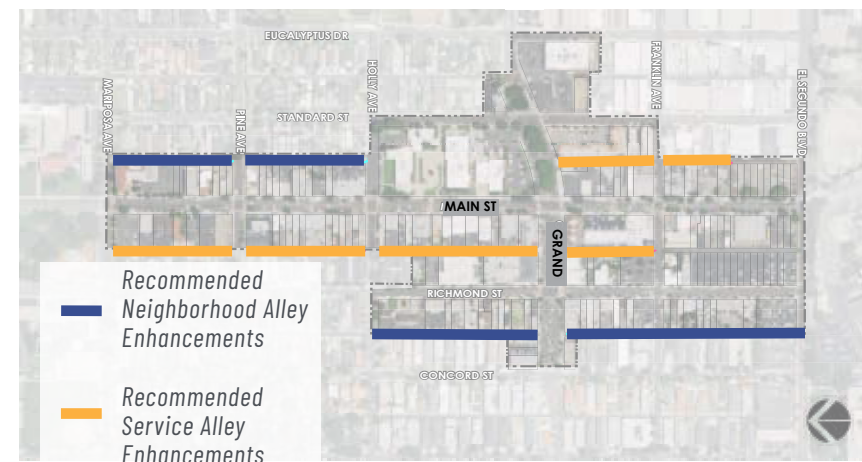 EUCALYPTUS DR
MARIPOSA AVE
PINE AVE
HOLLY AVE
FRANKLIN AVE
EL SEGUNDO BLVD
STANDARD ST
MAIN ST
GRAND
RICHMOND ST
CONCORD ST
Recommended
Neighborhood Alley
Enhancements
Recommended
Service Alley
Enhancements